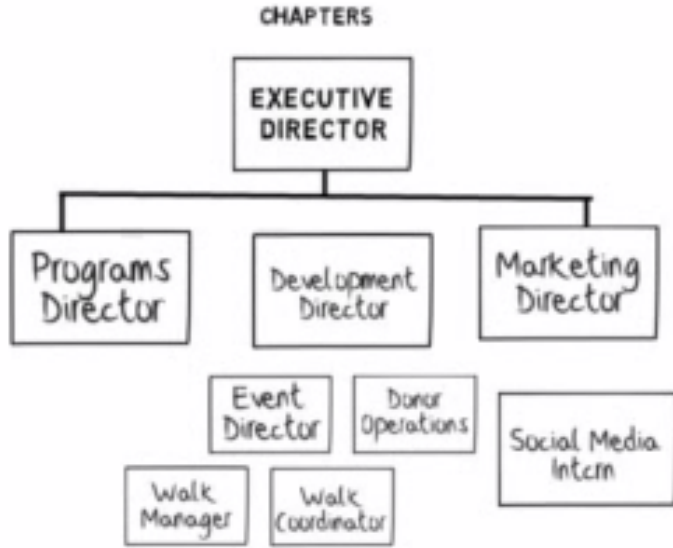 CHAPTERS
EXECUTIVE
DIRECTOR
Programs
Director
Development
Director
Marketing
Director
Event
Director
Donor
Operations
Social Media
Intern
Walk
Manager
Walk
Coordinator